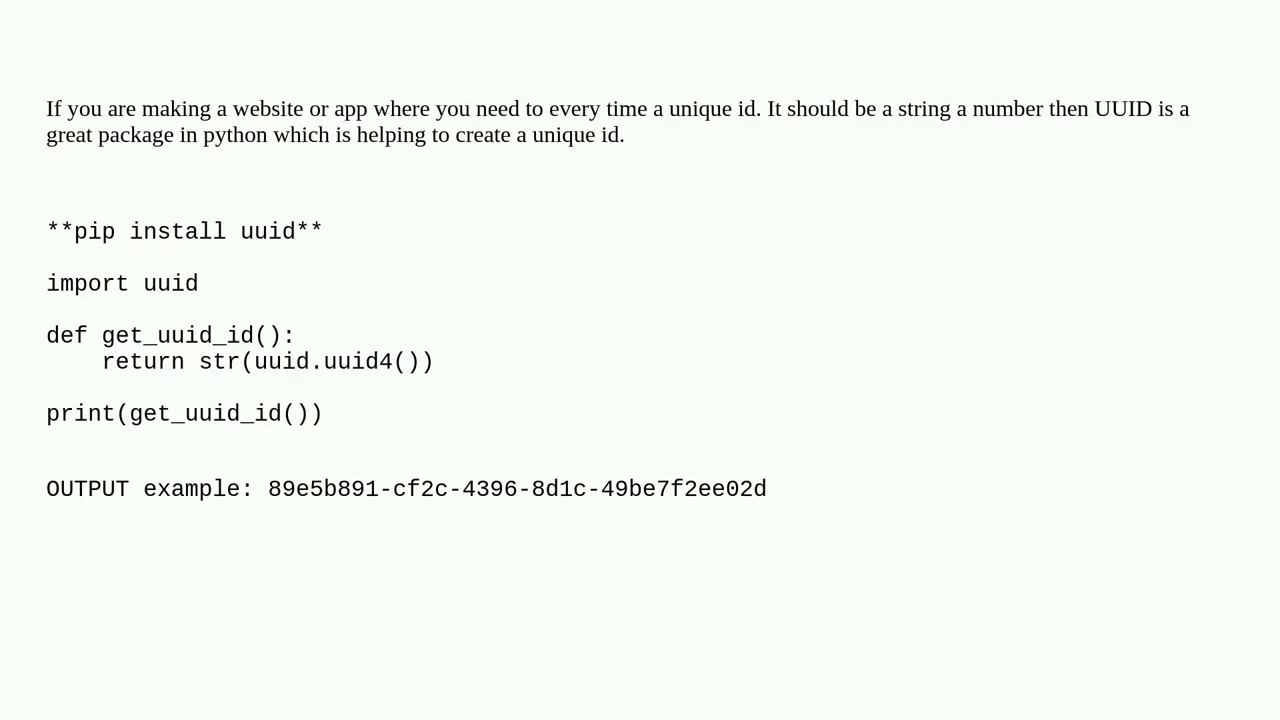 If you are making a website or app where you need to every time a unique id. It should be a string a number then UUID is a
great package in python which is helping to create a unique id.
**pip install uuid**
import uuid
def get_uuid_id():
    return str(uuid.uuid4())
print(get_uuid_id())
OUTPUT example: 89e5b891-cf2c-4396-8d1c-49be7f2ee02d